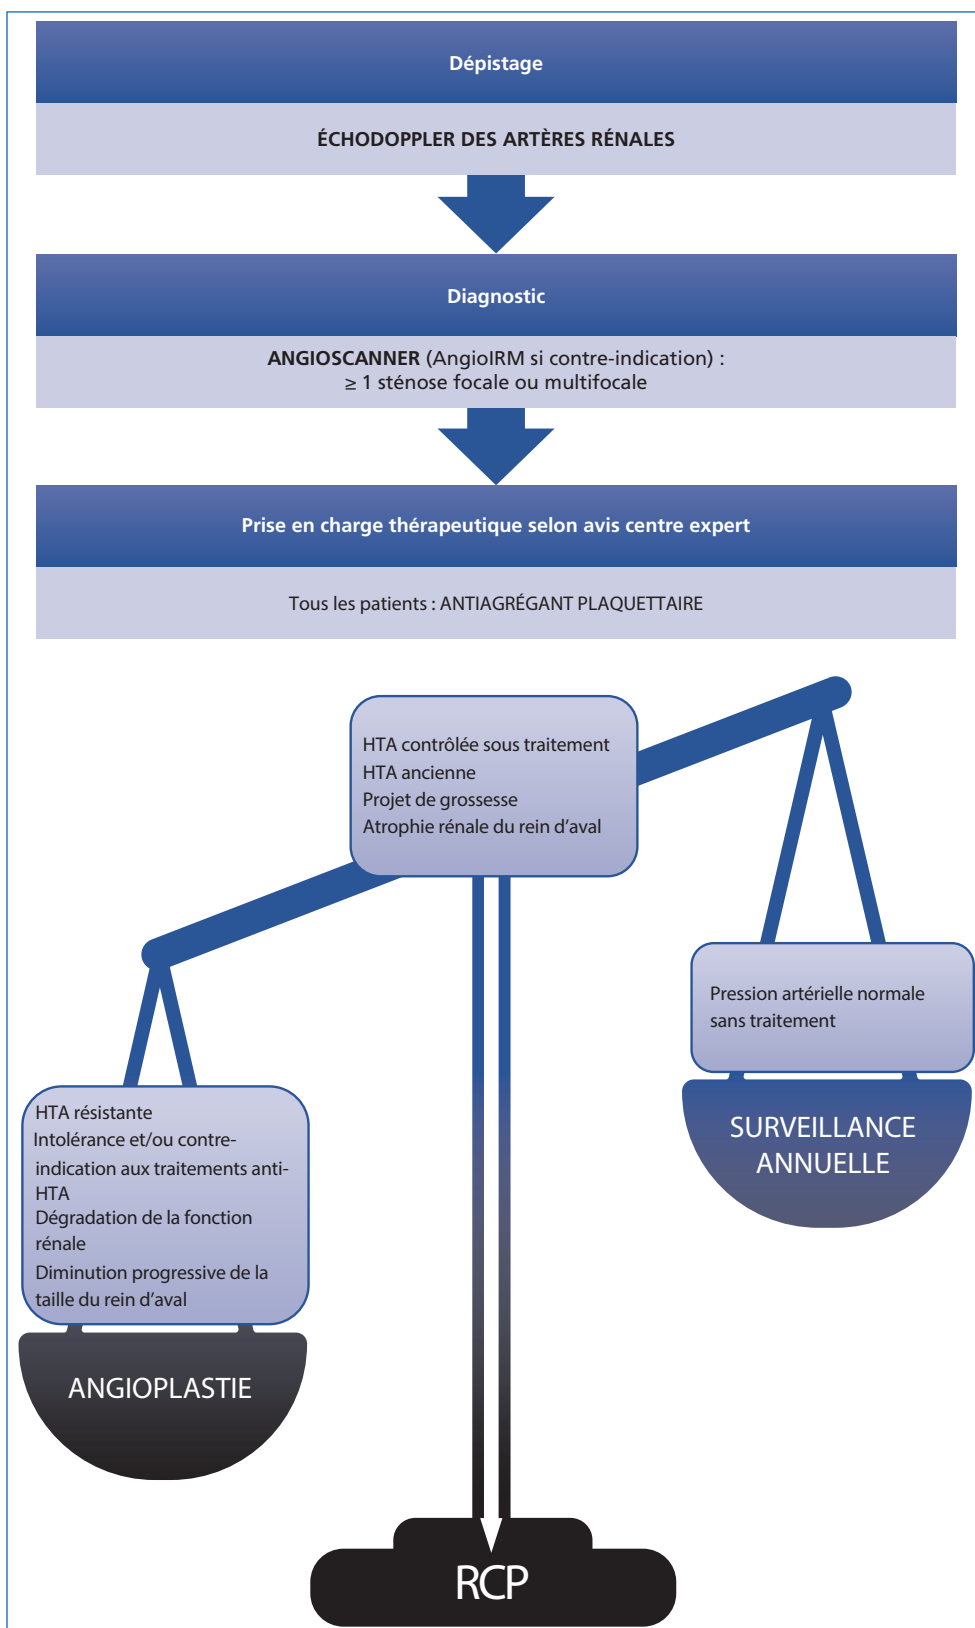 Dépistage
ÉCHODOPPLER DES ARTÈRES RÉNALES
Diagnostic
ANGIOSCANNER (AngioIRM si contre-indication) :
≥ 1 sténose focale ou multifocale
Prise en charge thérapeutique selon avis centre expert
Tous les patients : ANTIAGRÉGANT PLAQUETTAIRE
HTA contrôlée sous traitement
HTA ancienne
Projet de grossesse
Atrophie rénale du rein d’aval
Pression artérielle normale
sans traitement
SURVEILLANCE
ANNUELLE
HTA résistante
Intolérance et/ou contre-
indication aux traitements anti-
HTA
Dégradation de la fonction
rénale
Diminution progressive de la
taille du rein d’aval
ANGIOPLASTIE
RCP